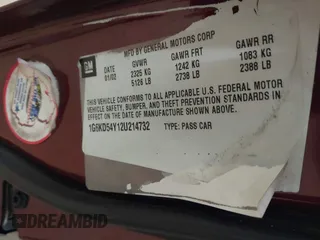 MFD BY GENERAL MOTORS CORP
GM
DATE GVWR GAWR FRT GAWR RR
01/02 2325 KG 1242 KG 1083 KG
5126 LB 2738 LB 2388 LB
THIS VEHICLE CONFORMS TO ALL APPLICABLE U.S. FEDERAL MOTOR
VEHICLE SAFETY, BUMPER, AND THEFT PREVENTION STANDARDS IN
EFFECT ON THE DATE OF MANUFACTURE SHOWN ABOVE.
1G6KD54Y12U214732 TYPE: PASS CAR
DREAMBID